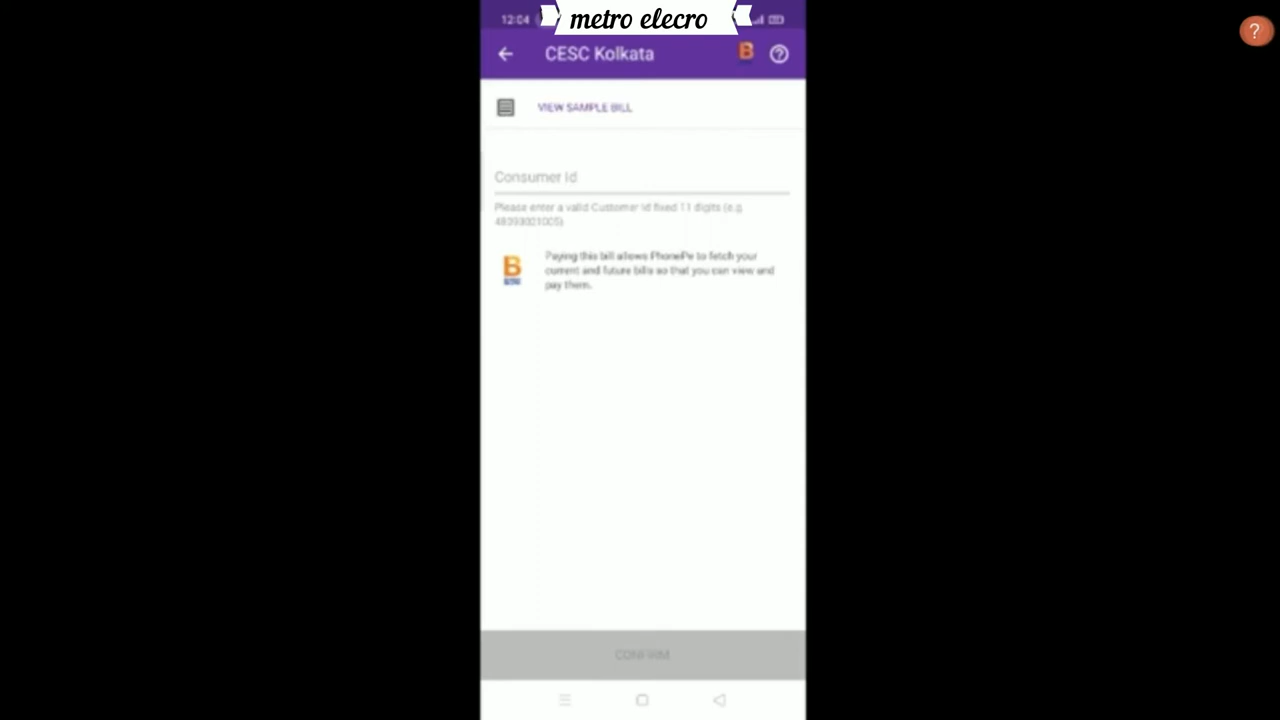 metro elecro
12:04
CESC Kolkata
B
?
VIEW SAMPLE BILL
Consumer Id
Please enter a valid Customer Id fixed 11 digits (e.g.
B
Paying this bill allows PhonePe to fetch your
current and future bills so that you can view and
pay them.
CONFIRM